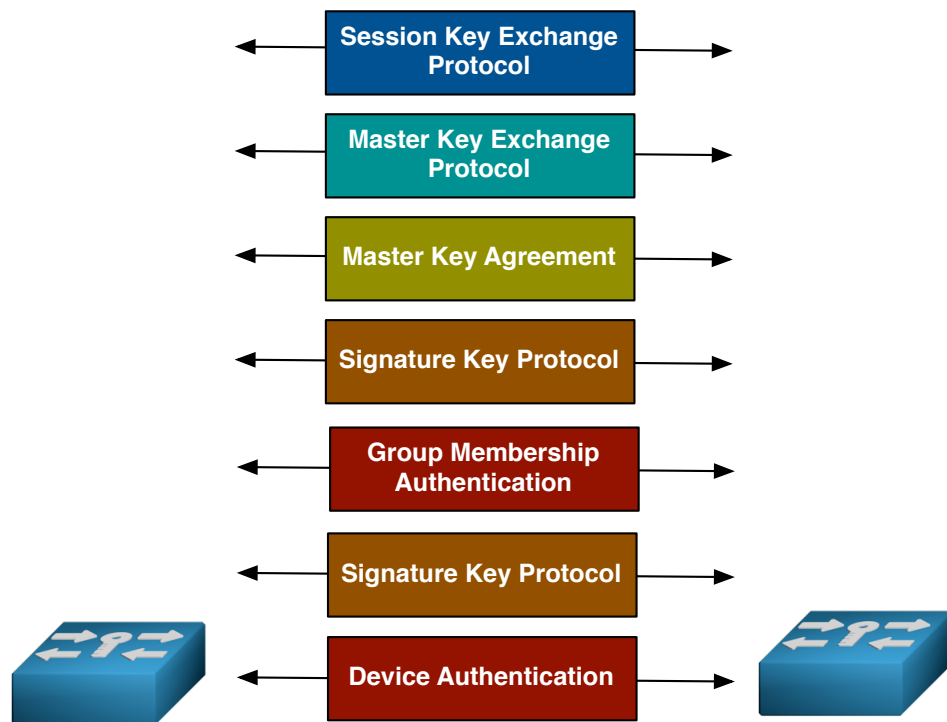 Session Key Exchange
Protocol
Master Key Exchange
Protocol
Master Key Agreement
Signature Key Protocol
Group Membership
Authentication
Signature Key Protocol
Device Authentication